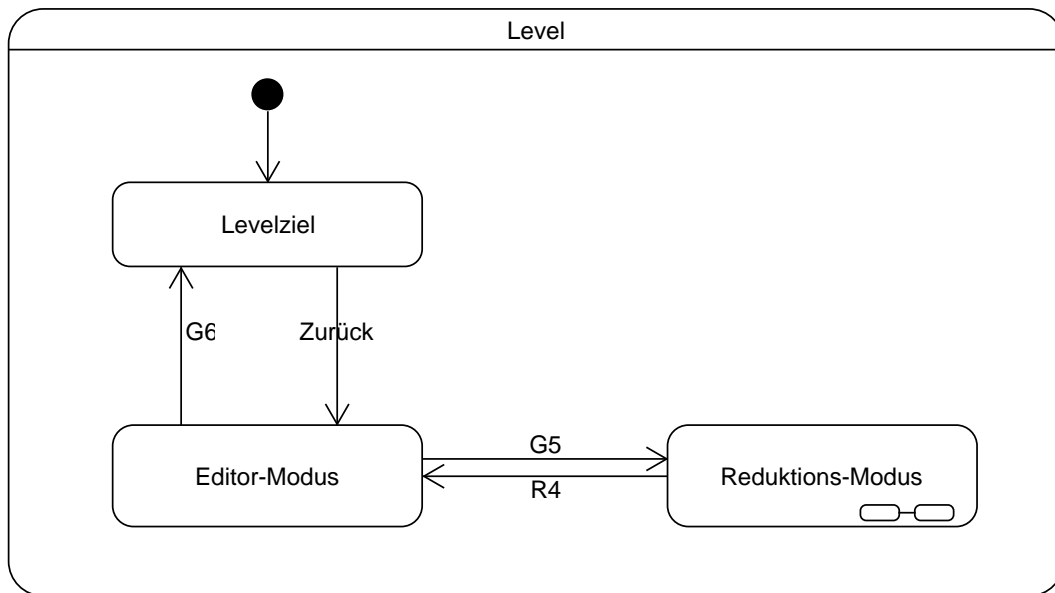 Level
Levelziel
G6
Zurück
Editor-Modus
G5
R4
Reduktions-Modus